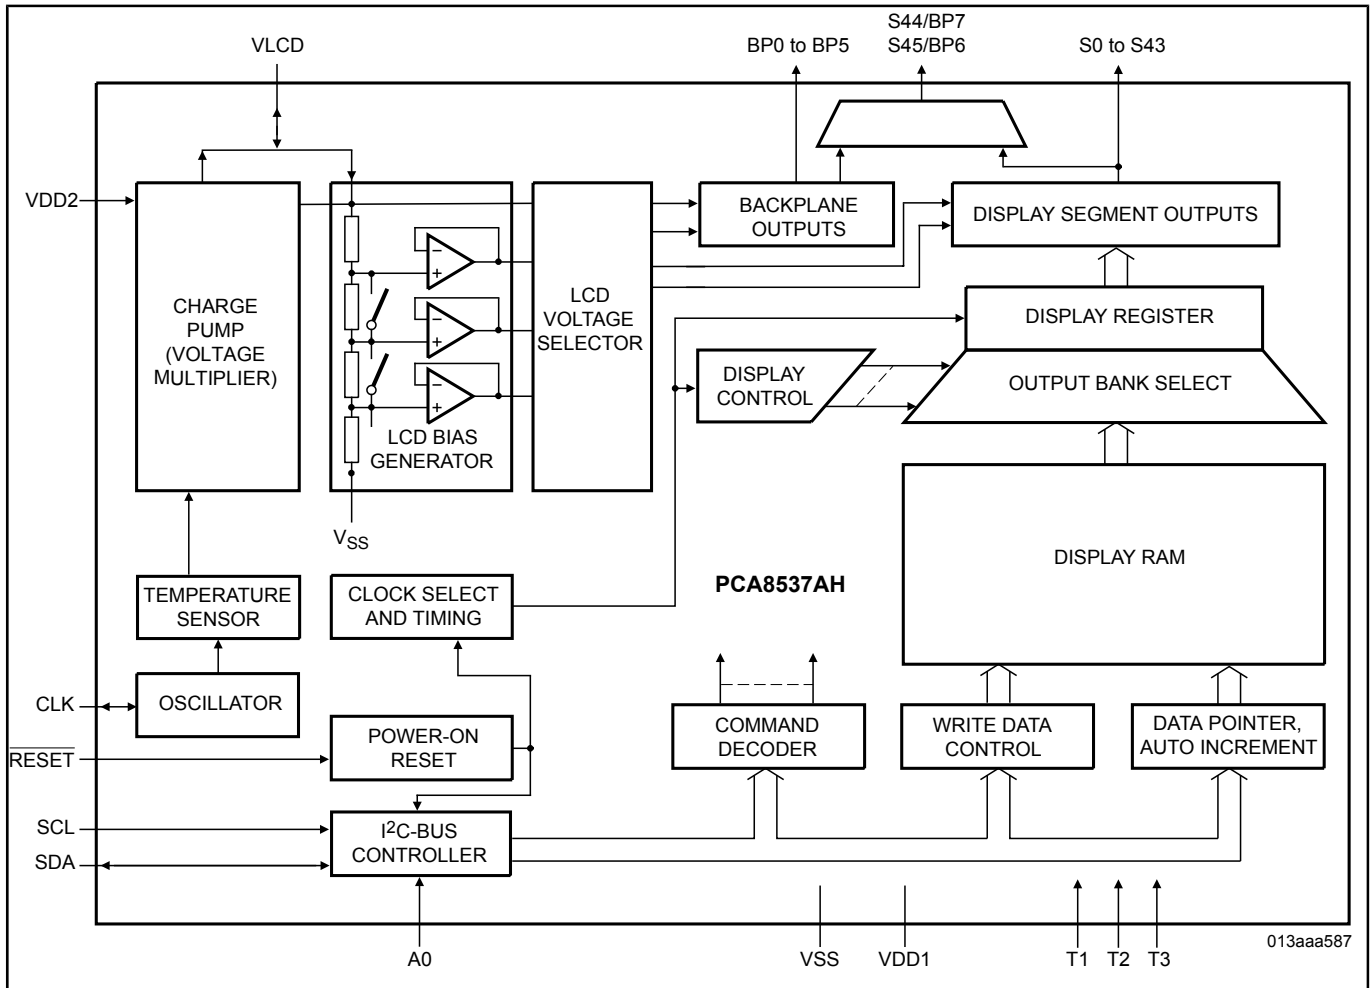 S44/BP7
VLCD
BP0 to BP5
S45/BP6
S0 to S43
VDD2
BACKPLANE
OUTPUTS
DISPLAY SEGMENT OUTPUTS
CHARGE
PUMP
(VOLTAGE
MULTIPLIER)
LCD
VOLTAGE
SELECTOR
DISPLAY REGISTER
DISPLAY
CONTROL
OUTPUT BANK SELECT
LCD BIAS
GENERATOR
VSS
DISPLAY RAM
PCA8537AH
TEMPERATURE
SENSOR
CLOCK SELECT
AND TIMING
CLK
OSCILLATOR
RESET
POWER-ON
RESET
COMMAND
DECODER
WRITE DATA
CONTROL
DATA POINTER,
AUTO INCREMENT
SCL
SDA
I2C-BUS
CONTROLLER
A0
VSS
VDD1
T1
T2
T3
013aaa587